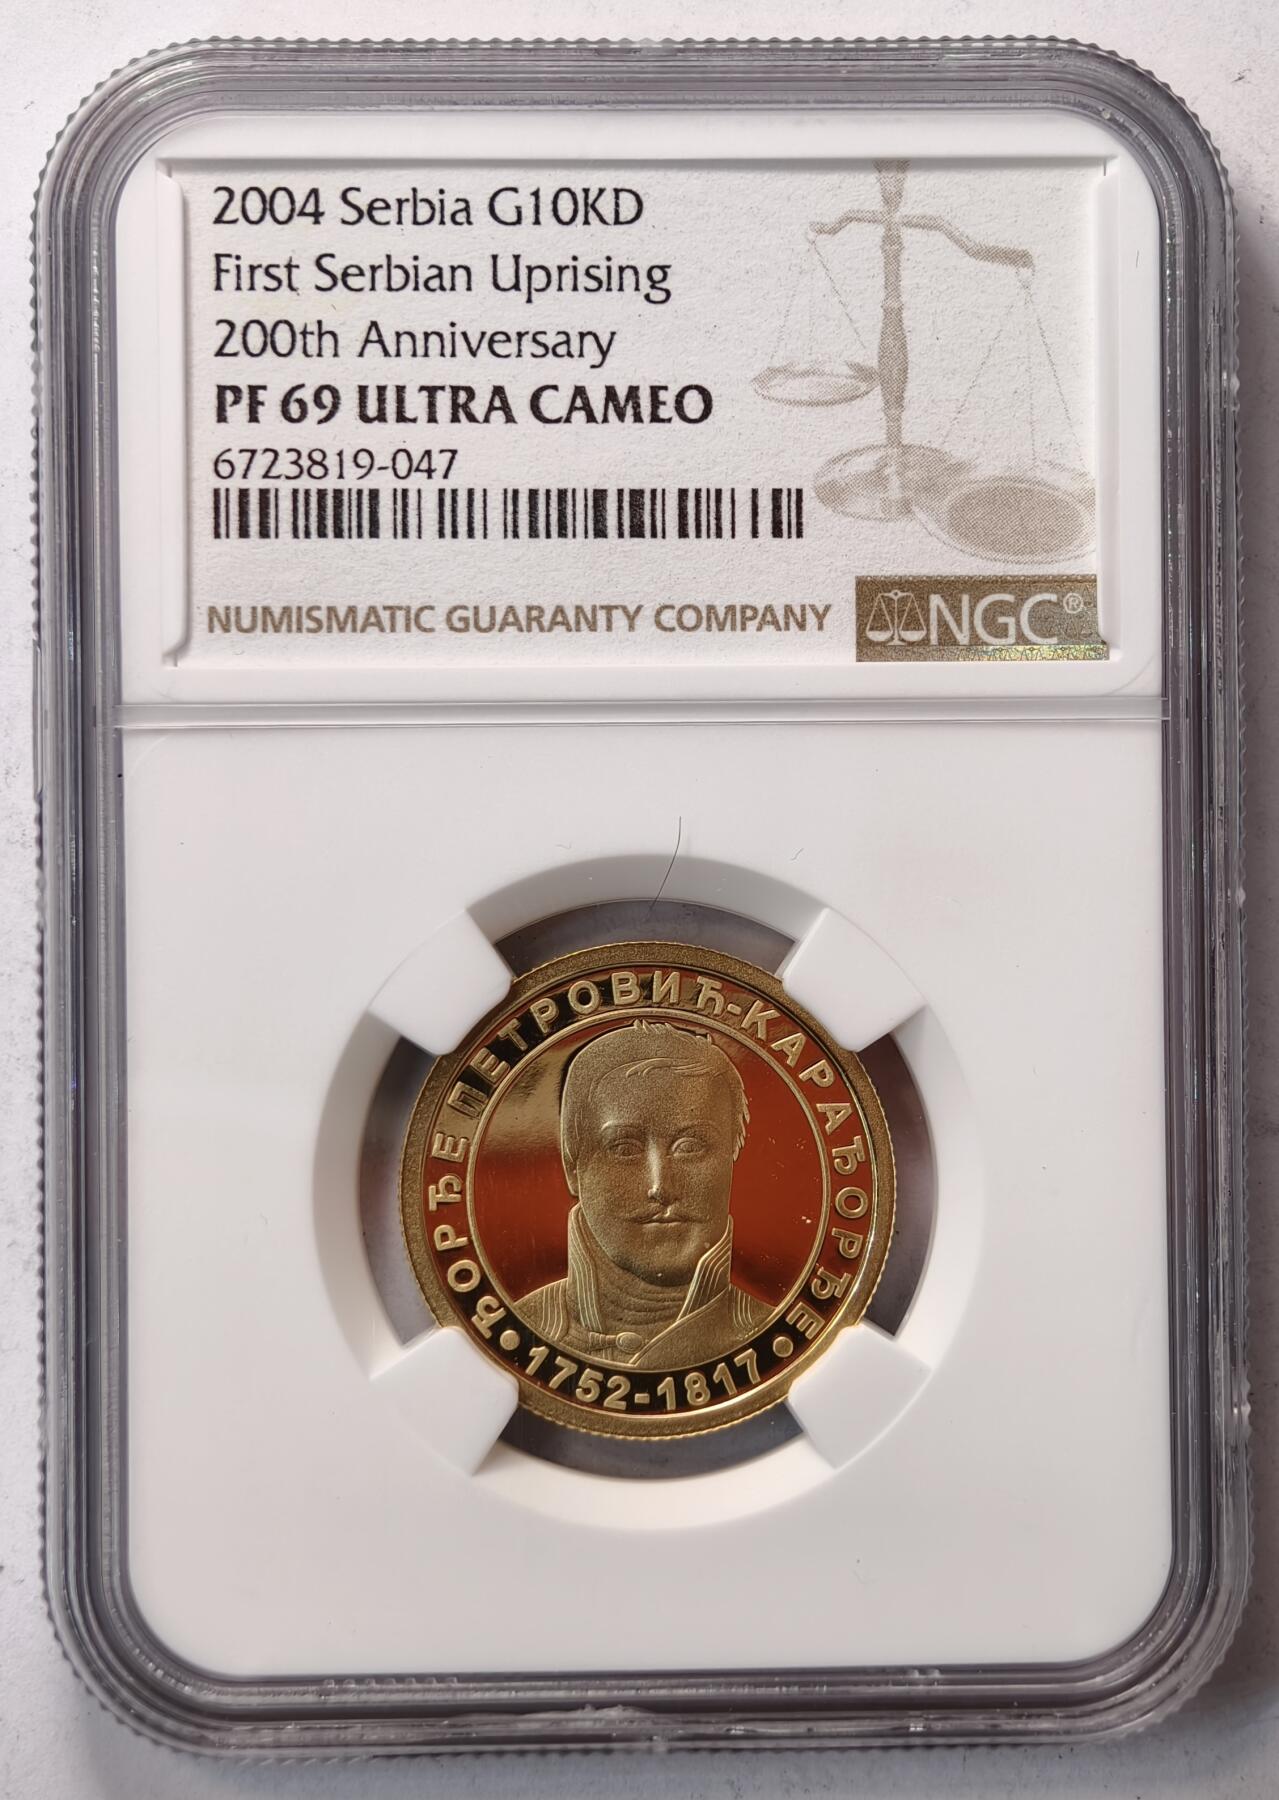 2004 Serbia G10KD
First Serbian Uprising
200th Anniversary
PF 69 ULTRA CAMEO
6723819-047
NUMISMATIC GUARANTY COMPANY
NGC®
ЂОРЂЕ ПЕТРОВИЋ-КАРАЂОРЂЕ
• 1752-1817 •